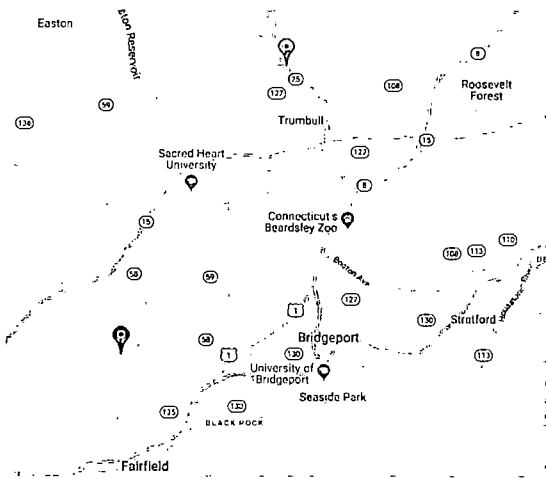 Easton
Reservoir
8
25
59
127
108
Roosevelt
Forest
136
Trumbull
15
127
Sacred Heart
University
8
Connecticut's
Beardsley Zoo
15
110
113
108
Boston Ave
58
59
1
127
130
Stratford
Bridgeport
58
1
130
113
University of
Bridgeport
Seaside Park
135
130
BLACK ROCK
Fairfield